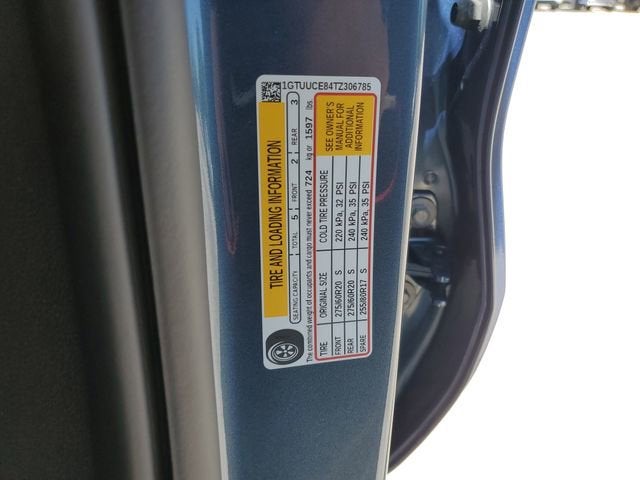 1GTUUCE84TZ306785
TIRE AND LOADING INFORMATION
SEATING CAPACITY TOTAL 5 FRONT 2 REAR 3
The combined weight of occupants and cargo must never exceed 724 kg or 1597 lbs.
TIRE ORIGINAL SIZE COLD TIRE PRESSURE
FRONT 275/60R20 S 220 kPa, 32 PSI
REAR 275/60R20 S 240 kPa, 35 PSI
SPARE 255/80R17 S 240 kPa, 35 PSI
SEE OWNER'S
MANUAL FOR
ADDITIONAL
INFORMATION